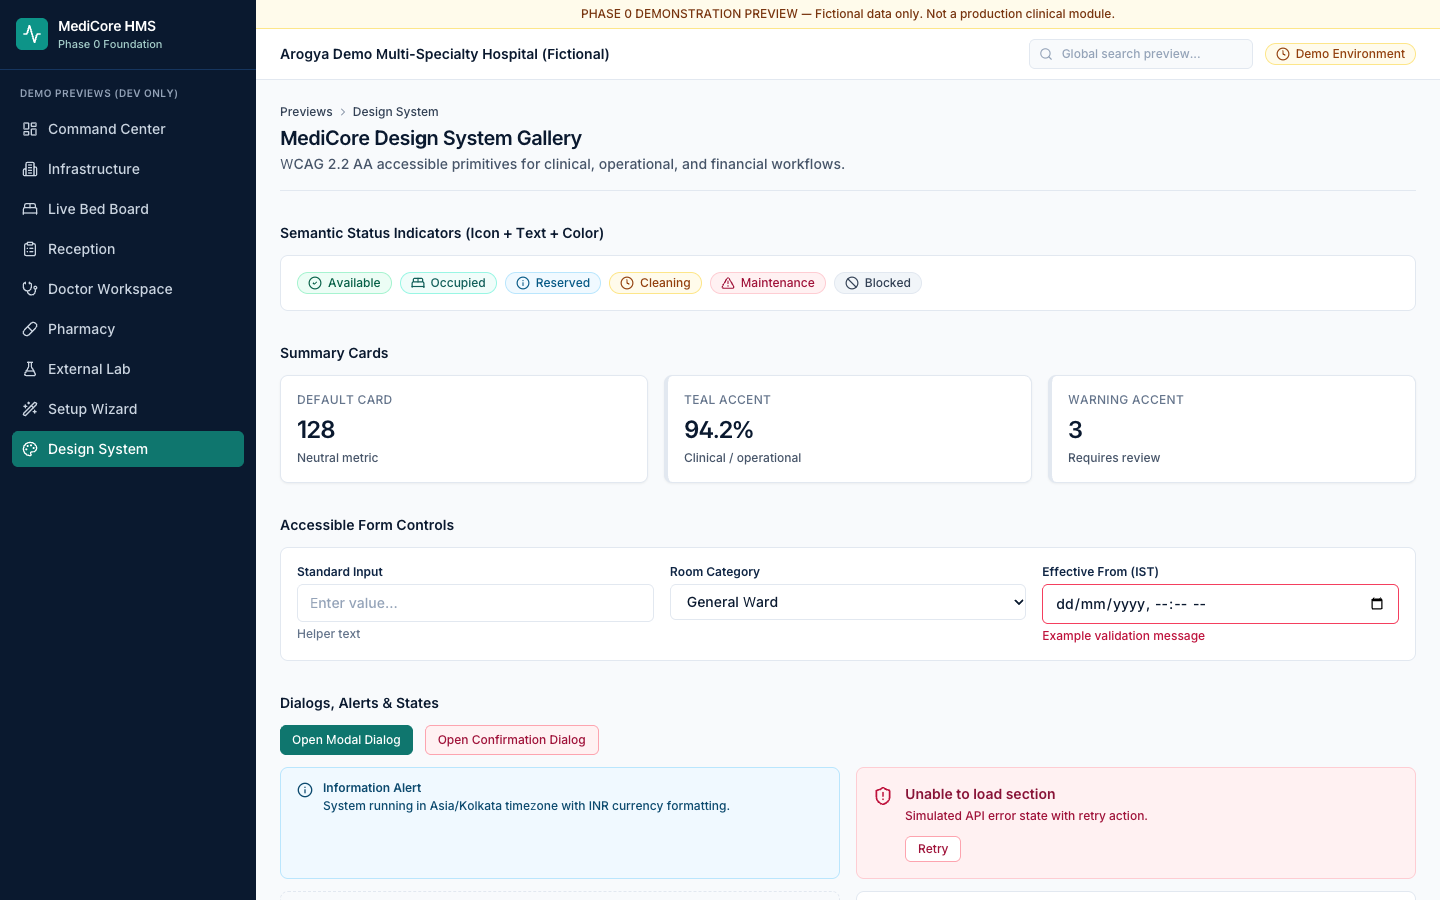 MediCore HMS
Phase 0 Foundation
DEMO PREVIEWS (DEV ONLY)
Command Center
Infrastructure
Live Bed Board
Reception
Doctor Workspace
Pharmacy
External Lab
Setup Wizard
Design System
PHASE 0 DEMONSTRATION PREVIEW — Fictional data only. Not a production clinical module.
Arogya Demo Multi-Specialty Hospital (Fictional)
Global search preview...
Demo Environment
Previews > Design System
MediCore Design System Gallery
WCAG 2.2 AA accessible primitives for clinical, operational, and financial workflows.
Semantic Status Indicators (Icon + Text + Color)
Available Occupied Reserved Cleaning Maintenance Blocked
Summary Cards
DEFAULT CARD
128
Neutral metric
TEAL ACCENT
94.2%
Clinical / operational
WARNING ACCENT
3
Requires review
Accessible Form Controls
Standard Input
Enter value...
Helper text
Room Category
General Ward
Effective From (IST)
dd/mm/yyyy, --:-- --
Example validation message
Dialogs, Alerts & States
Open Modal Dialog
Open Confirmation Dialog
Information Alert
System running in Asia/Kolkata timezone with INR currency formatting.
Unable to load section
Simulated API error state with retry action.
Retry